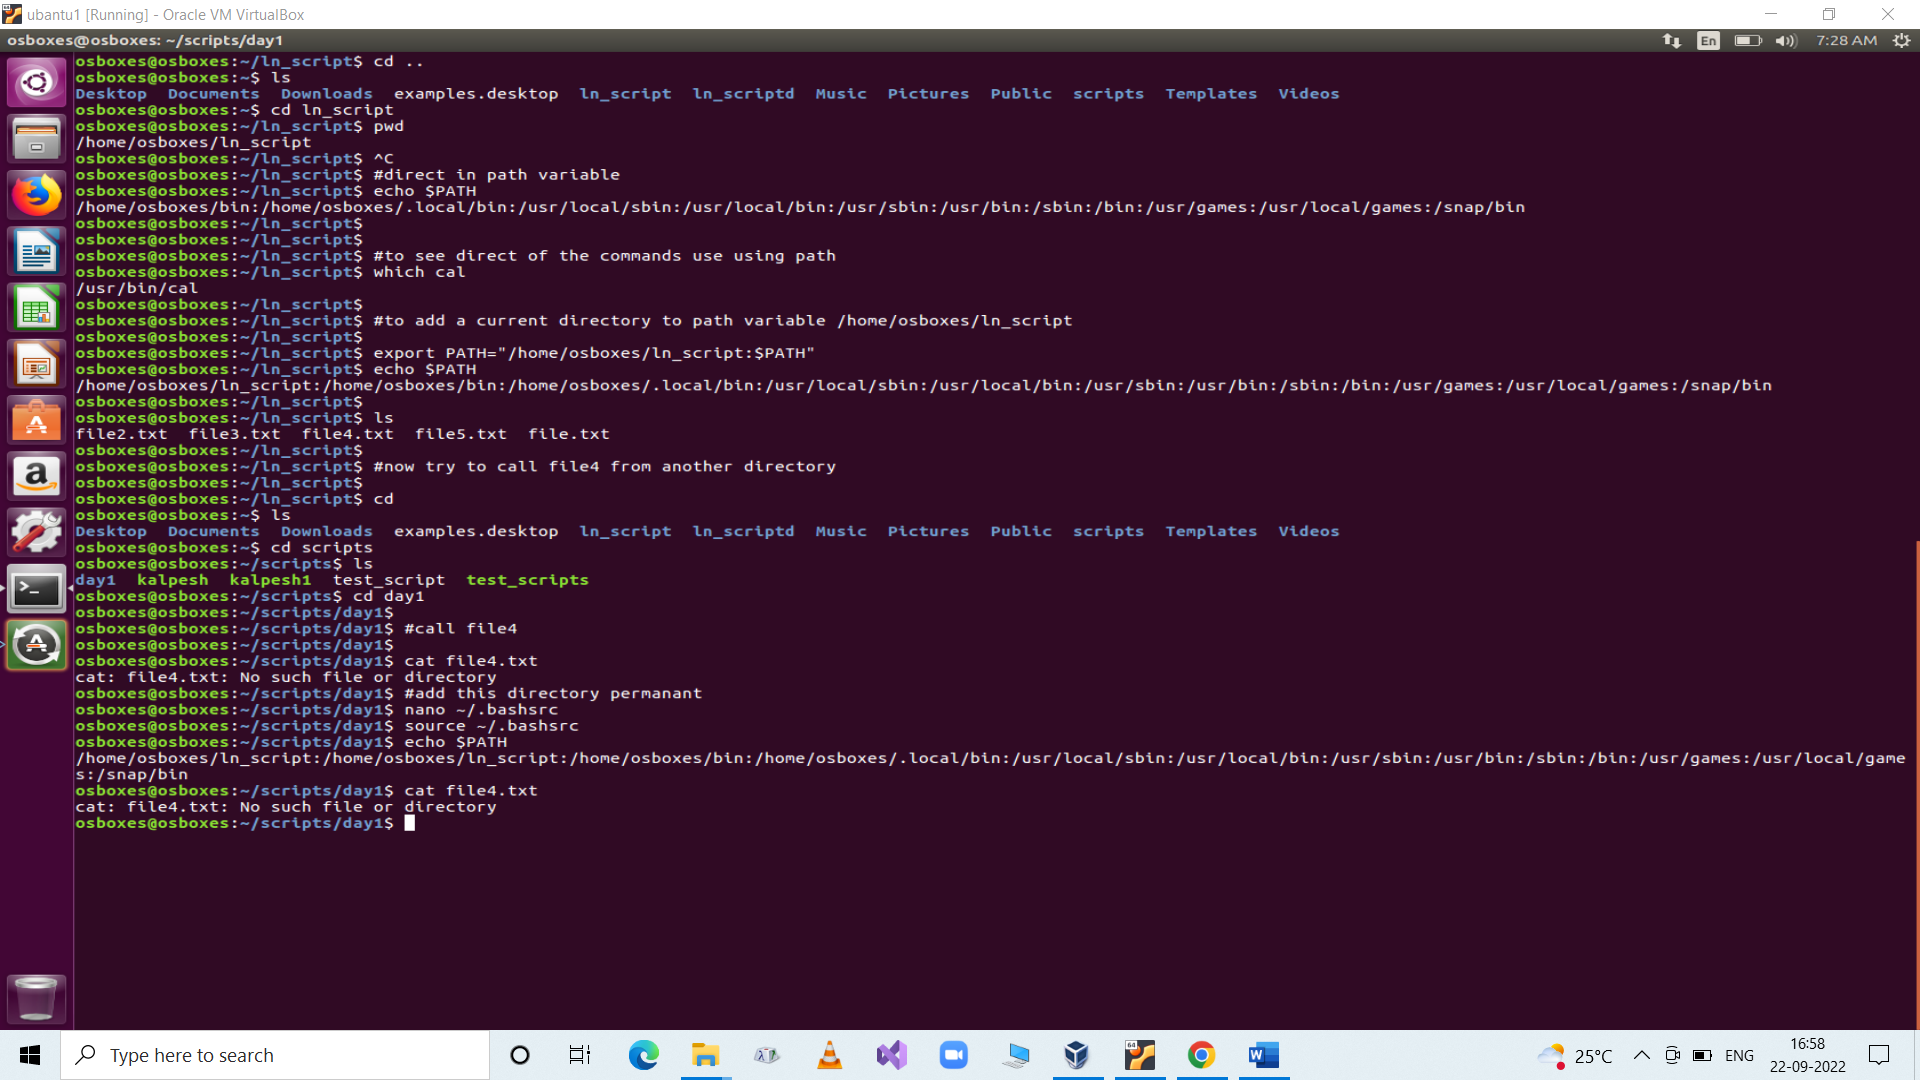 ubantu1 [Running] - Oracle VM VirtualBox
osboxes@osboxes: ~/scripts/day1
En
7:28 AM
osboxes@osboxes:~/ln_script$ cd ..
osboxes@osboxes:~$ ls
Desktop  Documents  Downloads  examples.desktop  ln_script  ln_scriptd  Music  Pictures  Public  scripts  Templates  Videos
osboxes@osboxes:~$ cd ln_script
osboxes@osboxes:~/ln_script$ pwd
/home/osboxes/ln_script
osboxes@osboxes:~/ln_script$ ^C
osboxes@osboxes:~/ln_script$ #direct in path variable
osboxes@osboxes:~/ln_script$ echo $PATH
/home/osboxes/bin:/home/osboxes/.local/bin:/usr/local/sbin:/usr/local/bin:/usr/sbin:/usr/bin:/sbin:/bin:/usr/games:/usr/local/games:/snap/bin
osboxes@osboxes:~/ln_script$
osboxes@osboxes:~/ln_script$
osboxes@osboxes:~/ln_script$ #to see direct of the commands use using path
osboxes@osboxes:~/ln_script$ which cal
/usr/bin/cal
osboxes@osboxes:~/ln_script$
osboxes@osboxes:~/ln_script$ #to add a current directory to path variable /home/osboxes/ln_script
osboxes@osboxes:~/ln_script$
osboxes@osboxes:~/ln_script$ export PATH="/home/osboxes/ln_script:$PATH"
osboxes@osboxes:~/ln_script$ echo $PATH
/home/osboxes/ln_script:/home/osboxes/bin:/home/osboxes/.local/bin:/usr/local/sbin:/usr/local/bin:/usr/sbin:/usr/bin:/sbin:/bin:/usr/games:/usr/local/games:/snap/bin
osboxes@osboxes:~/ln_script$
osboxes@osboxes:~/ln_script$ ls
file2.txt  file3.txt  file4.txt  file5.txt  file.txt
osboxes@osboxes:~/ln_script$
osboxes@osboxes:~/ln_script$ #now try to call file4 from another directory
osboxes@osboxes:~/ln_script$
osboxes@osboxes:~/ln_script$ cd
osboxes@osboxes:~$ ls
Desktop  Documents  Downloads  examples.desktop  ln_script  ln_scriptd  Music  Pictures  Public  scripts  Templates  Videos
osboxes@osboxes:~$ cd scripts
osboxes@osboxes:~/scripts$ ls
day1  kalpesh  kalpesh1  test_script  test_scripts
osboxes@osboxes:~/scripts$ cd day1
osboxes@osboxes:~/scripts/day1$
osboxes@osboxes:~/scripts/day1$ #call file4
osboxes@osboxes:~/scripts/day1$
osboxes@osboxes:~/scripts/day1$ cat file4.txt
cat: file4.txt: No such file or directory
osboxes@osboxes:~/scripts/day1$ #add this directory permanant
osboxes@osboxes:~/scripts/day1$ nano ~/.bashsrc
osboxes@osboxes:~/scripts/day1$ source ~/.bashsrc
osboxes@osboxes:~/scripts/day1$ echo $PATH
/home/osboxes/ln_script:/home/osboxes/ln_script:/home/osboxes/bin:/home/osboxes/.local/bin:/usr/local/sbin:/usr/local/bin:/usr/sbin:/usr/bin:/sbin:/bin:/usr/games:/usr/local/game
s:/snap/bin
osboxes@osboxes:~/scripts/day1$ cat file4.txt
cat: file4.txt: No such file or directory
osboxes@osboxes:~/scripts/day1$
Type here to search
25°C
ENG
16:58
22-09-2022